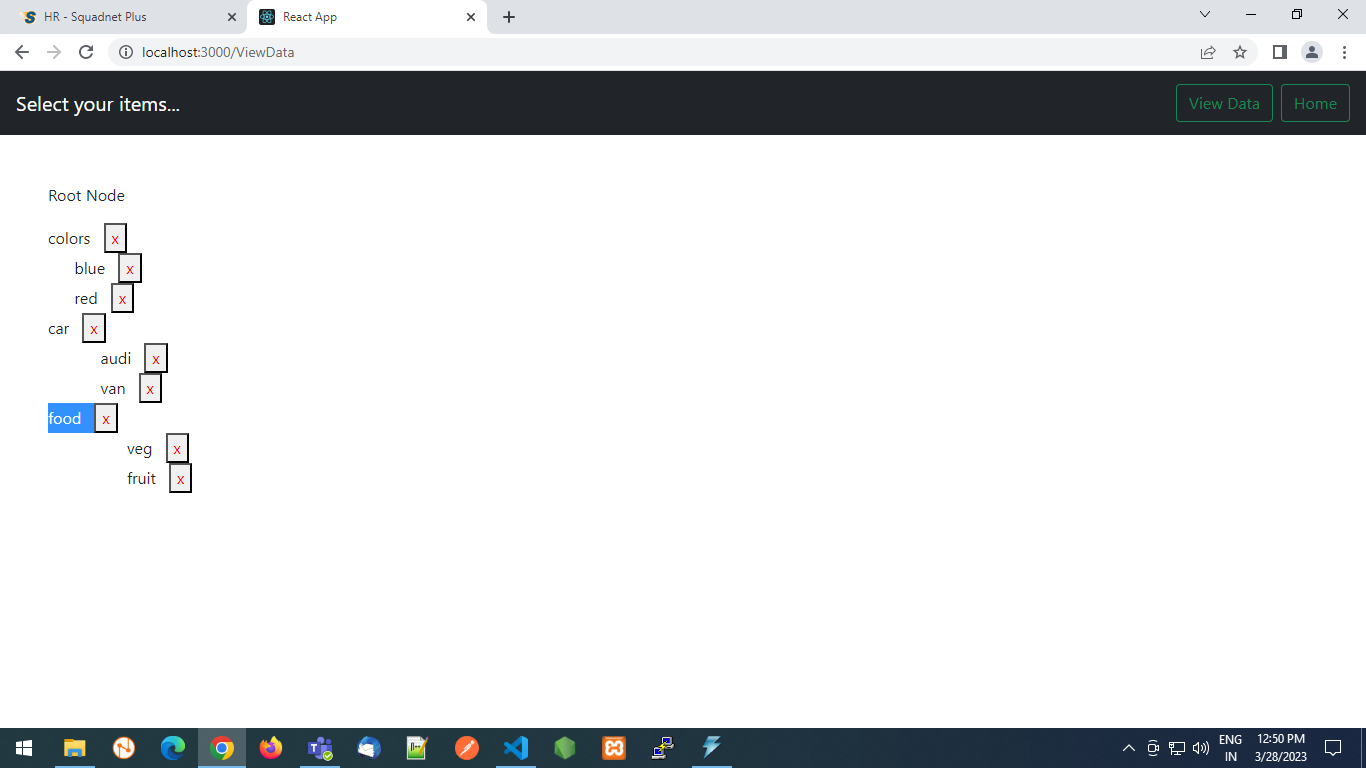 HR - Squadnet Plus
React App
localhost:3000/ViewData
Select your items...
View Data
Home
Root Node
colors x
blue x
red x
car x
audi x
van x
food x
veg x
fruit x
ENG
IN
12:50 PM
3/28/2023